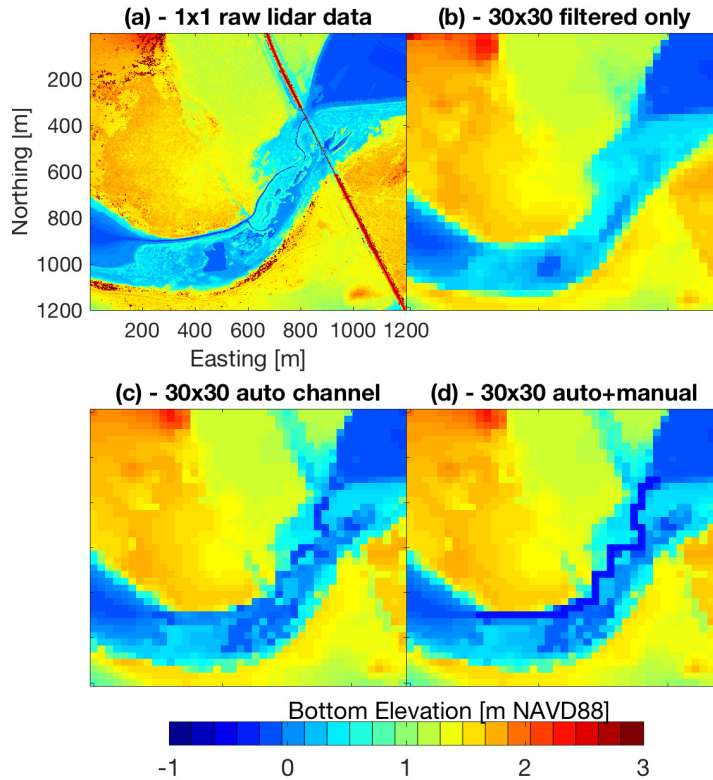 (a) - 1x1 raw lidar data
(b) - 30x30 filtered only
200
400
600
800
1000
1200
Northing [m]
200 400 600 800 1000 1200
Easting [m]
(c) - 30x30 auto channel
(d) - 30x30 auto+manual
Bottom Elevation [m NAVD88]
-1 0 1 2 3